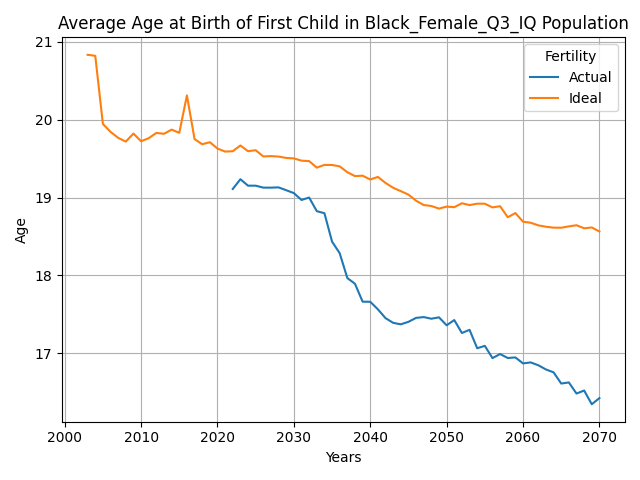 Average Age at Birth of First Child in Black_Female_Q3_IQ Population
21
20
19
18
17
Age
2000 2010 2020 2030 2040 2050 2060 2070
Years
Fertility
Actual
Ideal